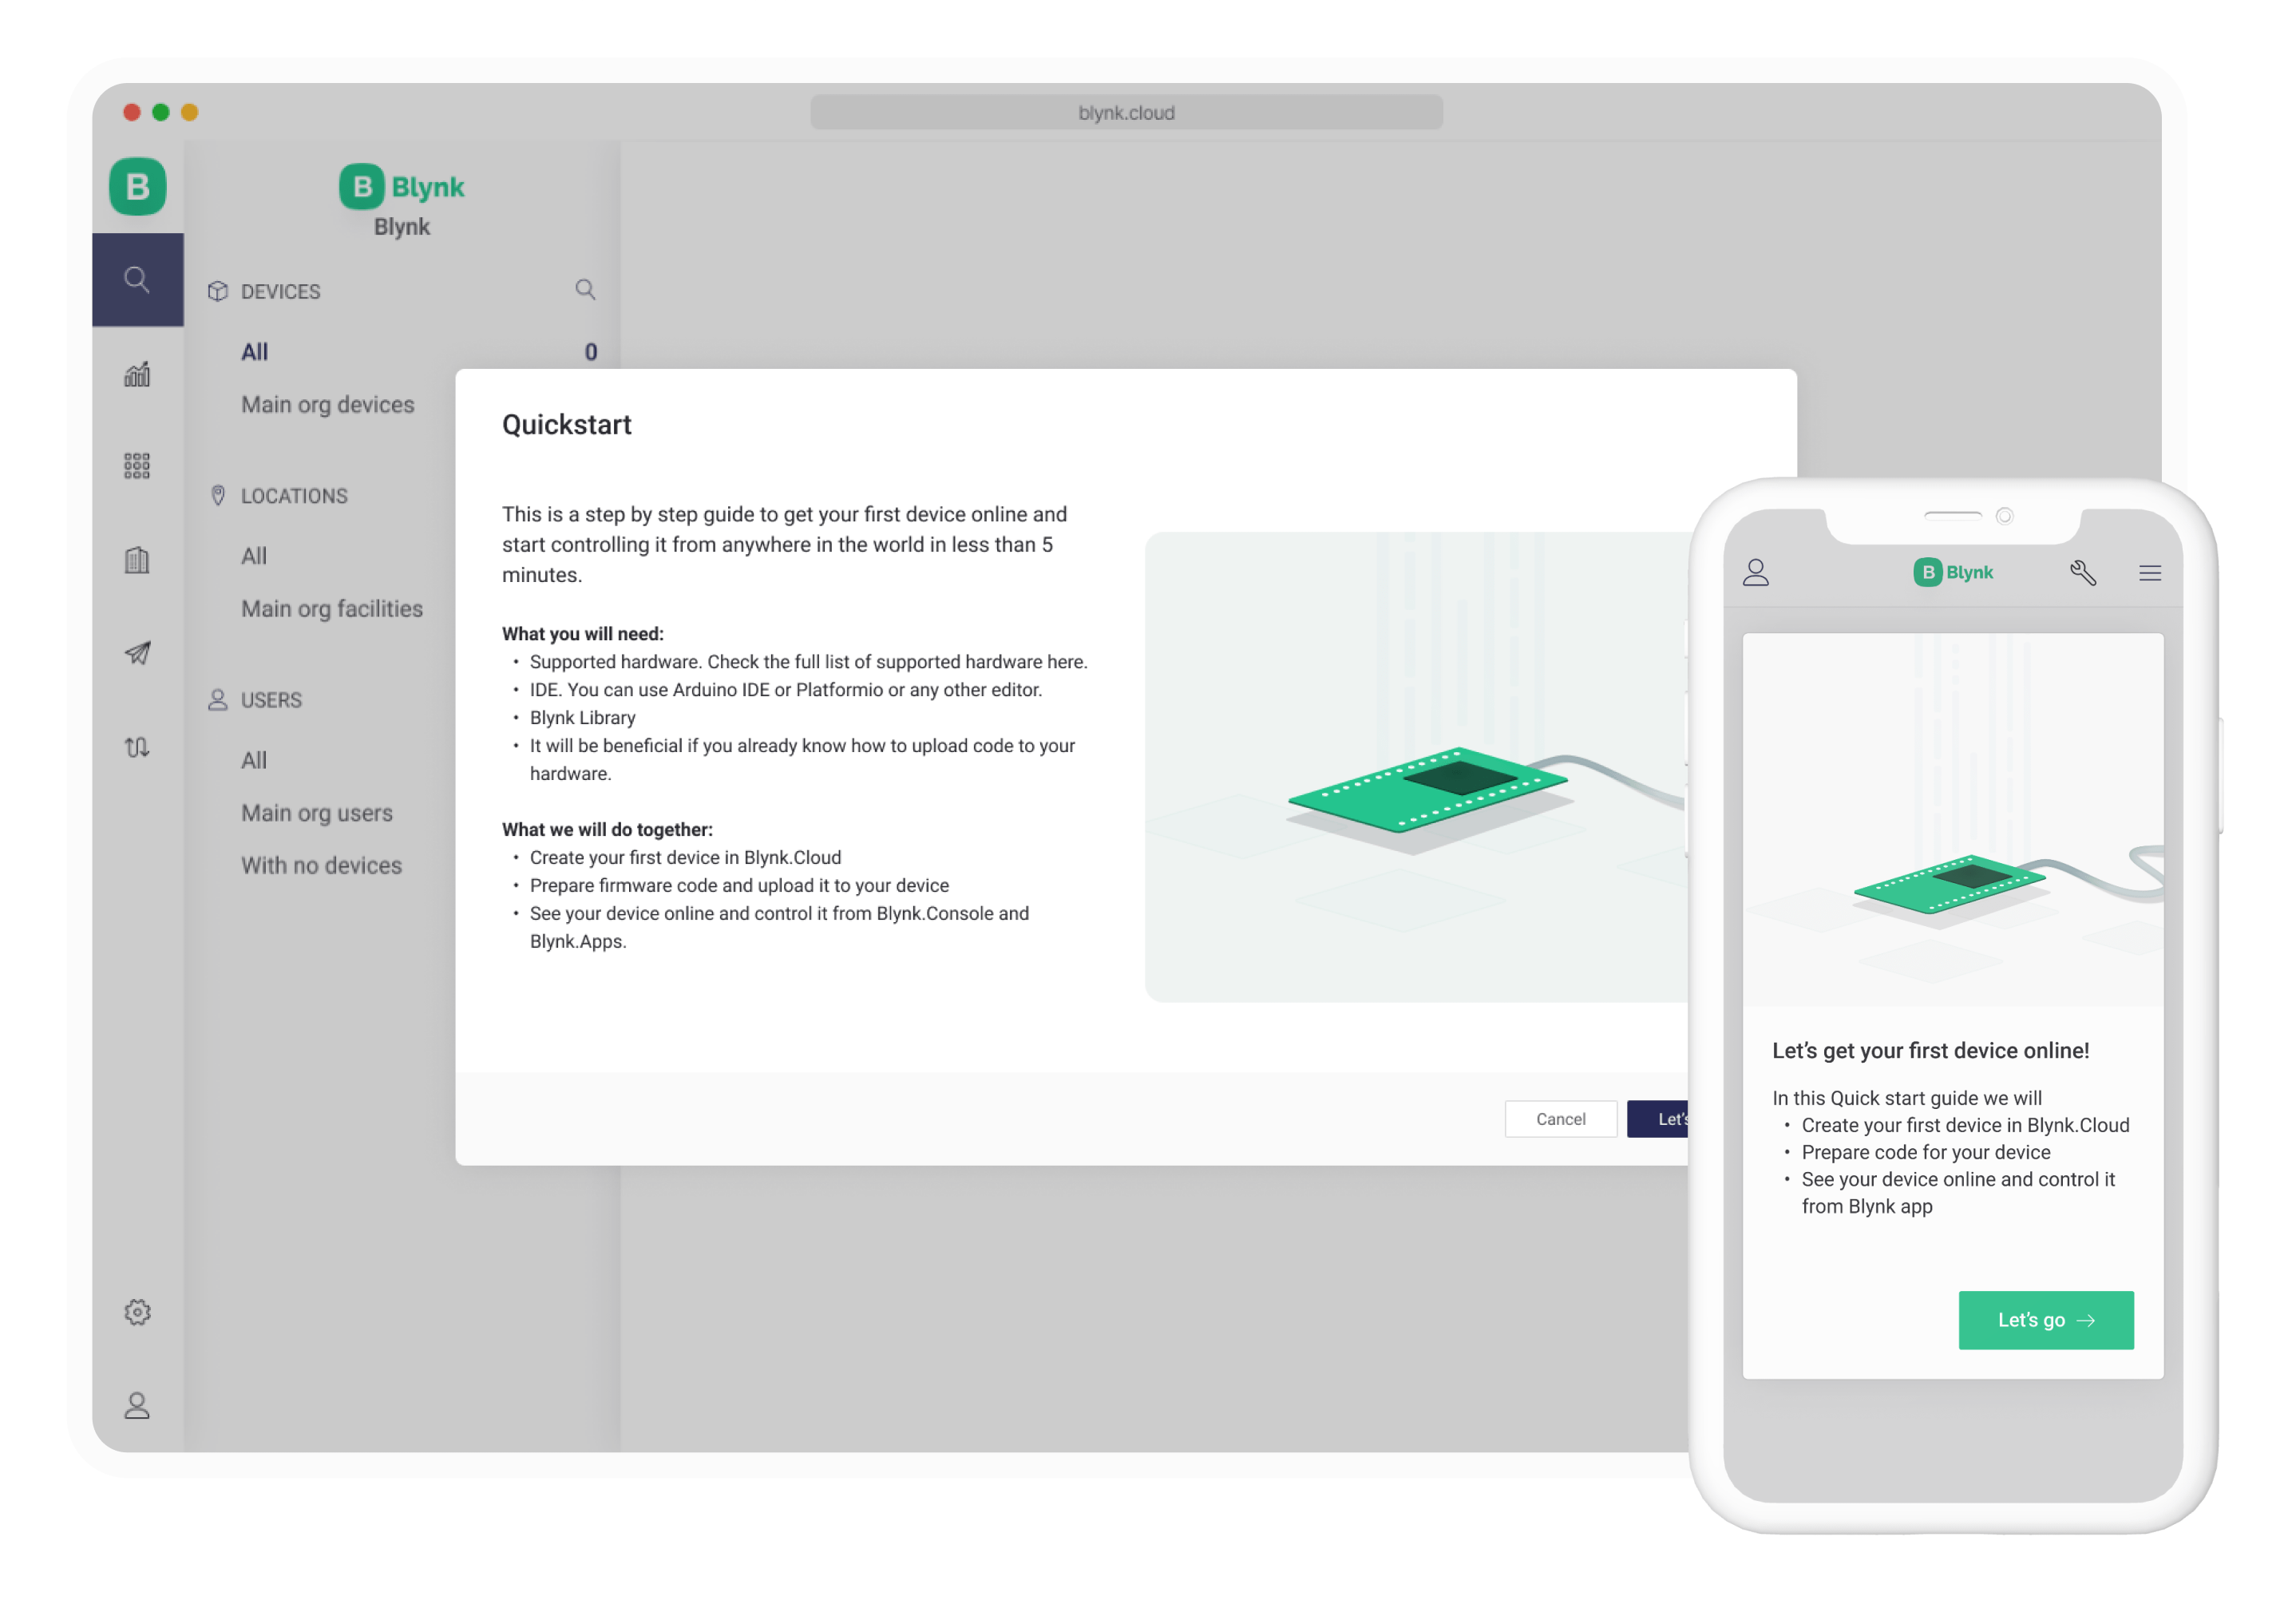 blynk.cloud
B
B Blynk
Blynk
DEVICES
All 0
Main org devices
LOCATIONS
All
Main org facilities
USERS
All
Main org users
With no devices
Quickstart
This is a step by step guide to get your first device online and
start controlling it from anywhere in the world in less than 5
minutes.
What you will need:
• Supported hardware. Check the full list of supported hardware here.
• IDE. You can use Arduino IDE or Platformio or any other editor.
• Blynk Library
• It will be beneficial if you already know how to upload code to your
hardware.
What we will do together:
• Create your first device in Blynk.Cloud
• Prepare firmware code and upload it to your device
• See your device online and control it from Blynk.Console and
Blynk.Apps.
Cancel
B Blynk
Let’s get your first device online!
In this Quick start guide we will
• Create your first device in Blynk.Cloud
• Prepare code for your device
• See your device online and control it
from Blynk app
Let’s go →